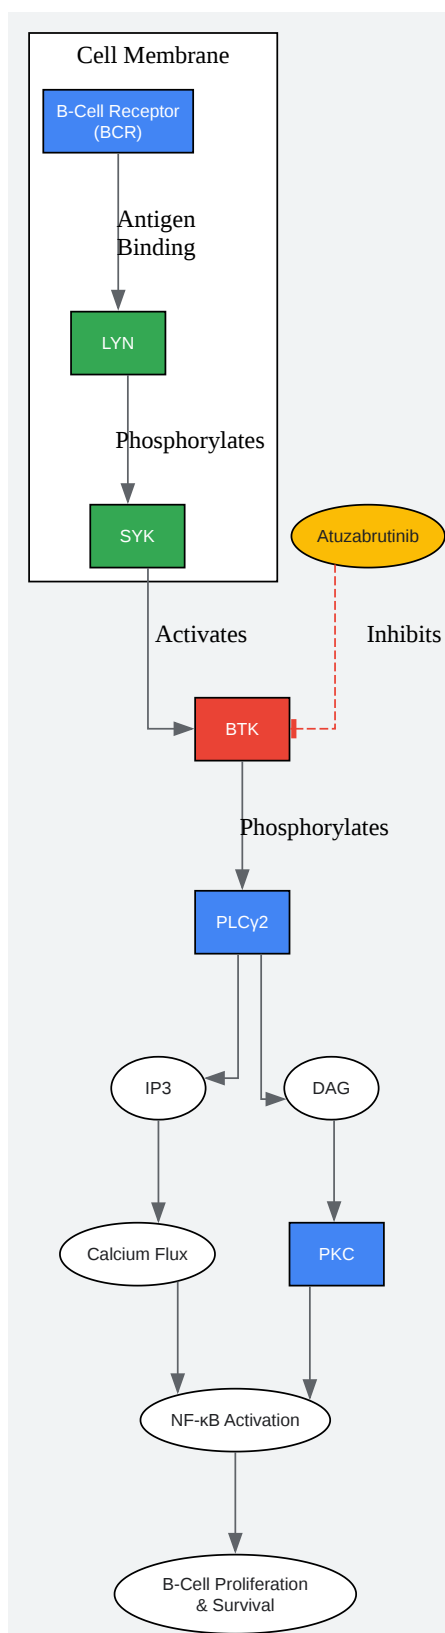 Cell Membrane
B-Cell Receptor
(BCR)
Antigen
Binding
LYN
Phosphorylates
SYK
Atuzabrutinib
Activates
Inhibits
BTK
Phosphorylates
PLCγ2
IP3
DAG
Calcium Flux
PKC
NF-κB Activation
B-Cell Proliferation
& Survival